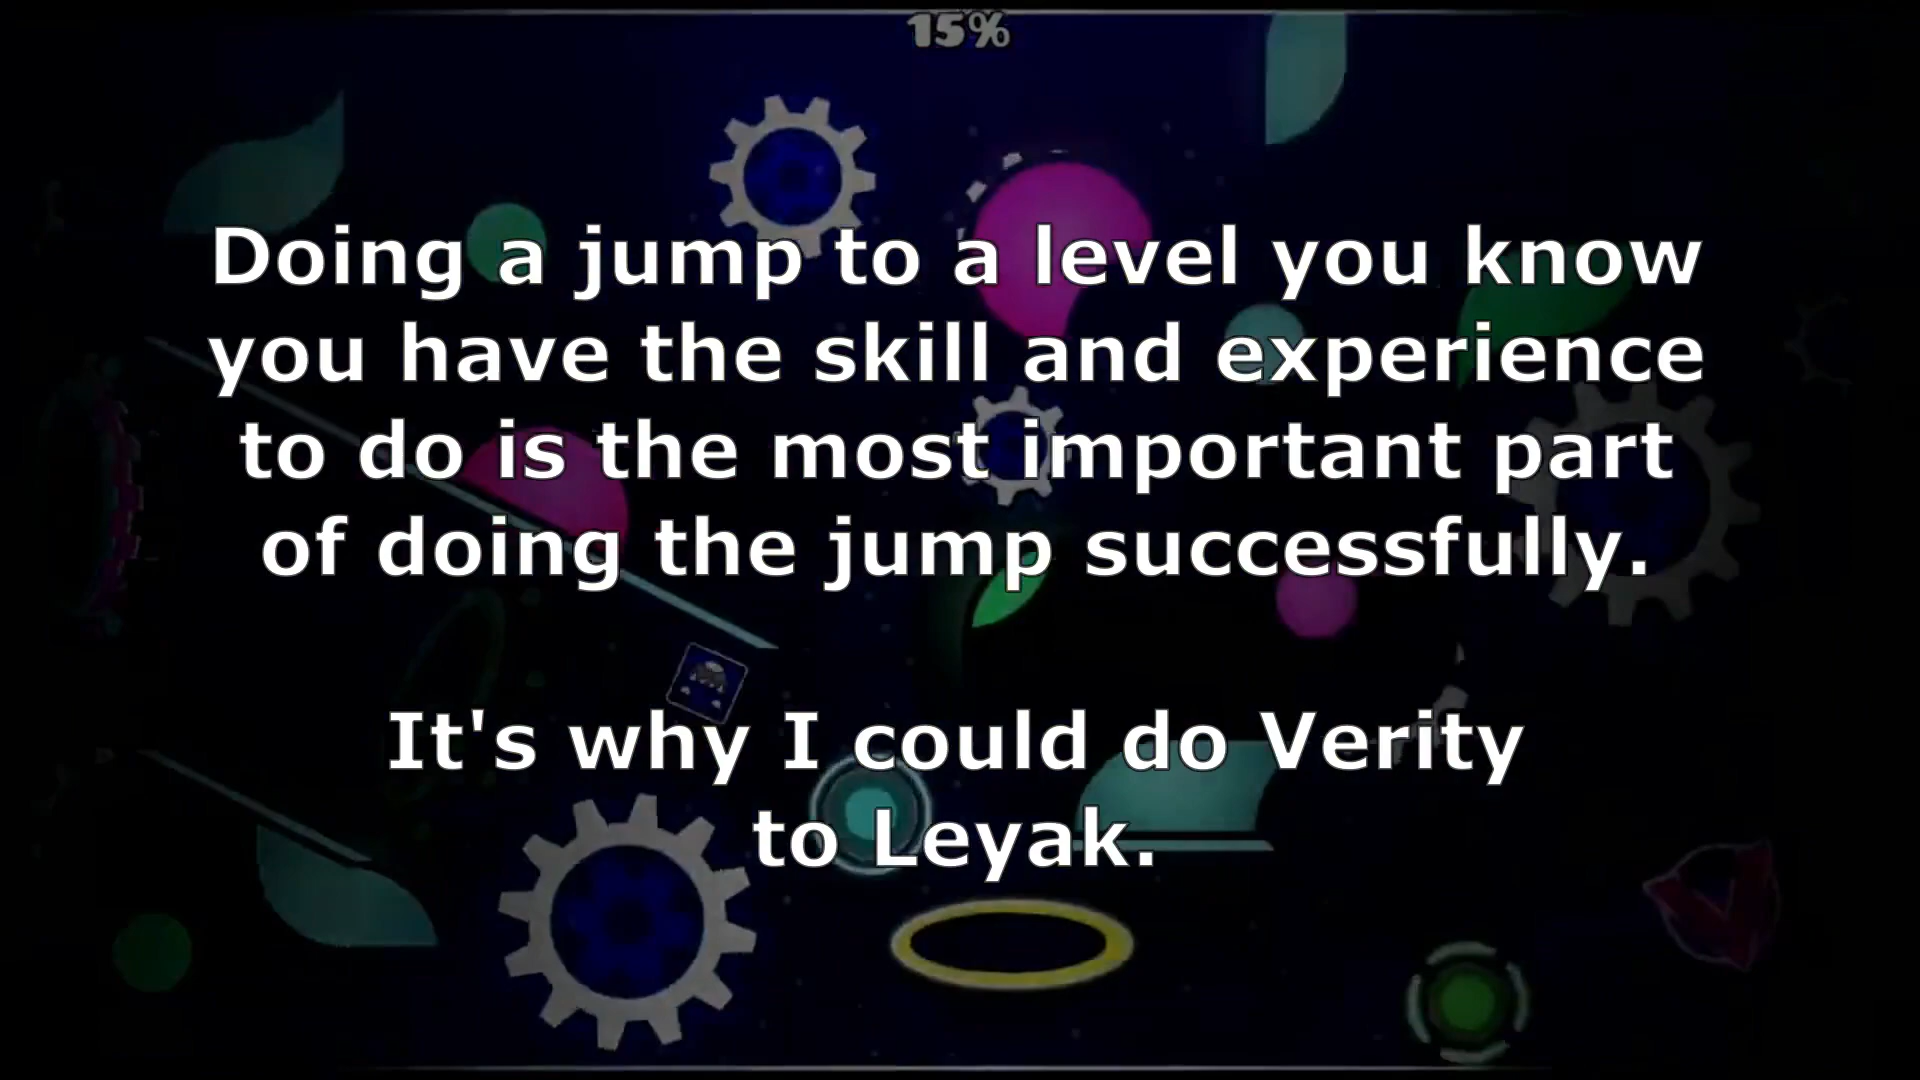 15%
Doing a jump to a level you know
you have the skill and experience
to do is the most important part
of doing the jump successfully.
It's why I could do Verity
to Leyak.